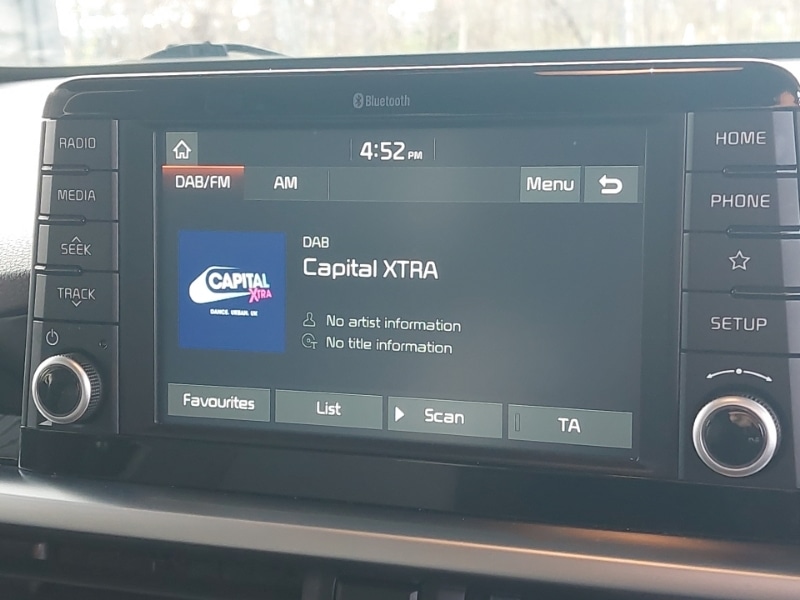 Bluetooth
RADIO
MEDIA
SEEK
TRACK
4:52 PM
DAB/FM AM Menu
DAB
Capital XTRA
CAPITAL
XTRA
DANCE. URBAN. UK
No artist information
No title information
Favourites List Scan TA
HOME
PHONE
SETUP